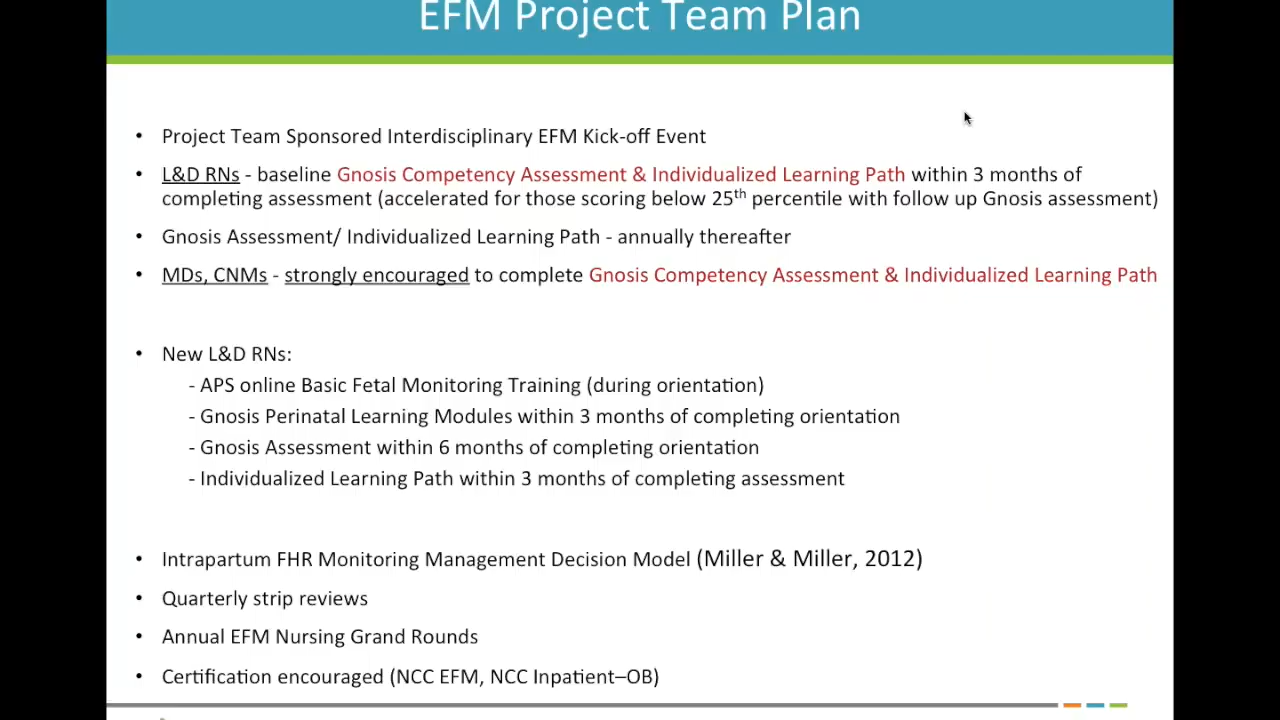 EFM Project Team Plan
• Project Team Sponsored Interdisciplinary EFM Kick-off Event
• L&D RNs - baseline Gnosis Competency Assessment & Individualized Learning Path within 3 months of
completing assessment (accelerated for those scoring below 25th percentile with follow up Gnosis assessment)
• Gnosis Assessment/ Individualized Learning Path - annually thereafter
• MDs, CNMs - strongly encouraged to complete Gnosis Competency Assessment & Individualized Learning Path
• New L&D RNs:
- APS online Basic Fetal Monitoring Training (during orientation)
- Gnosis Perinatal Learning Modules within 3 months of completing orientation
- Gnosis Assessment within 6 months of completing orientation
- Individualized Learning Path within 3 months of completing assessment
• Intrapartum FHR Monitoring Management Decision Model (Miller & Miller, 2012)
• Quarterly strip reviews
• Annual EFM Nursing Grand Rounds
• Certification encouraged (NCC EFM, NCC Inpatient–OB)